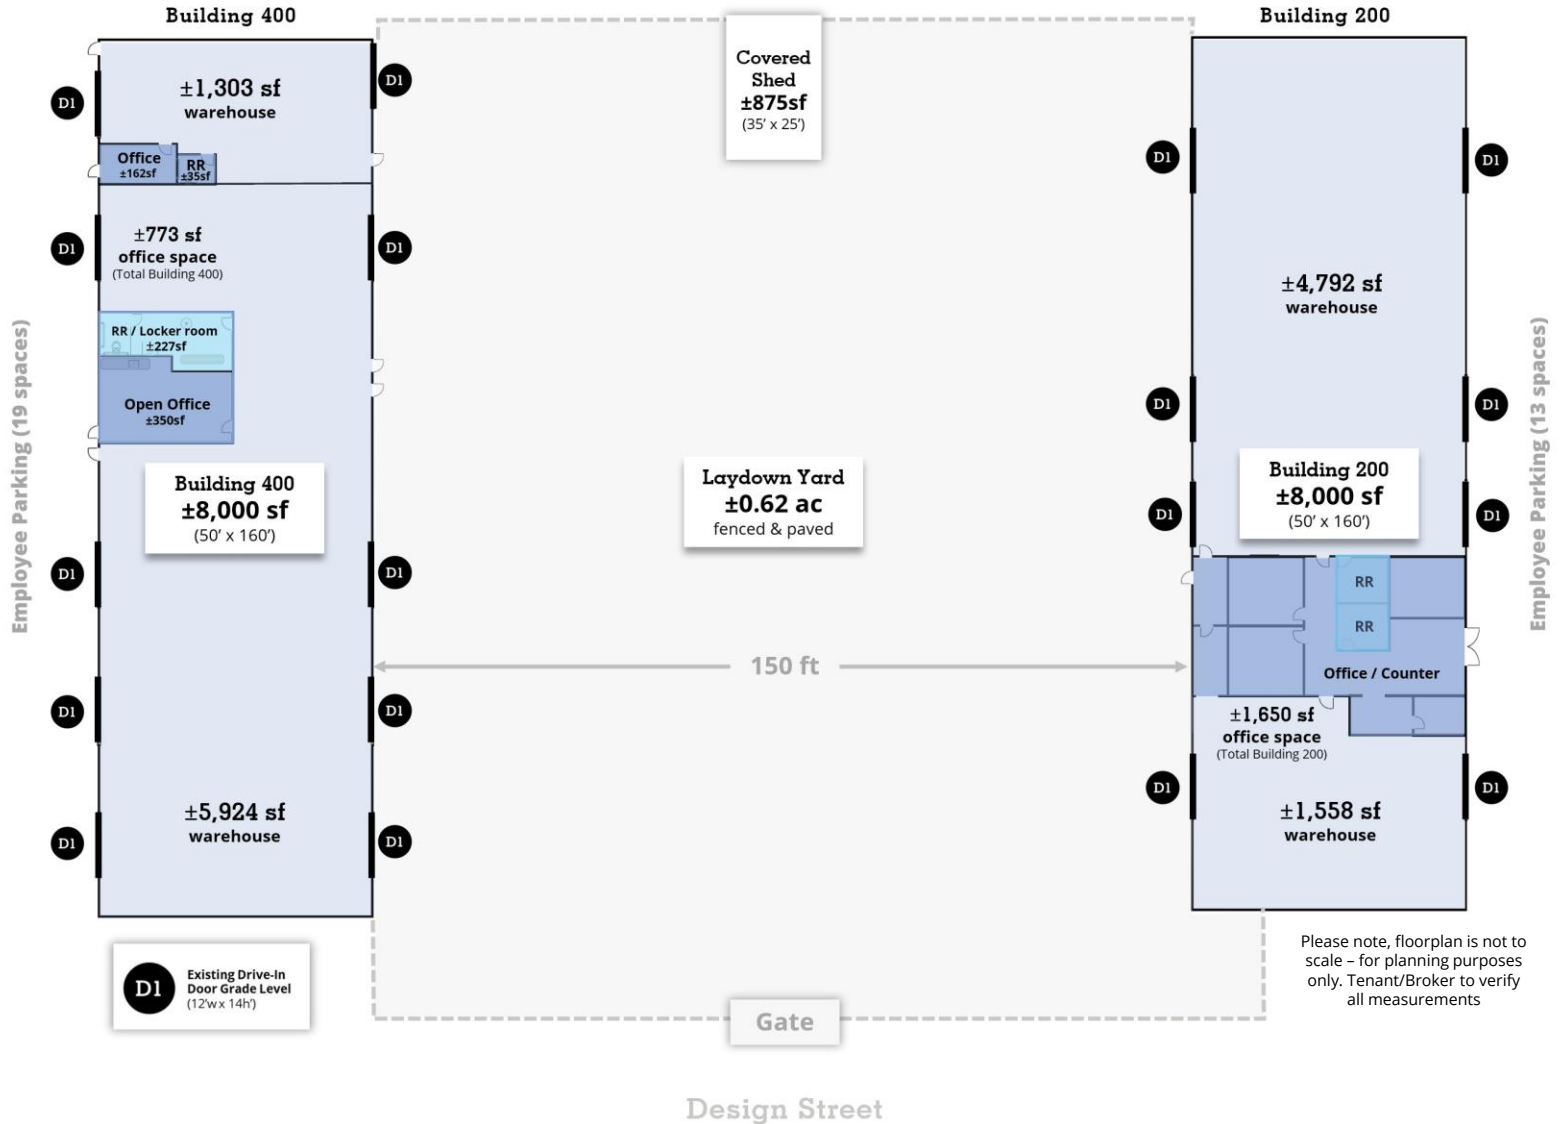 Building 400
Building 200
D1
±1,303 sf
warehouse
D1
Office
±162sf
RR
±35sf
Covered
Shed
±875sf
(35’ x 25’)
D1
D1
D1
±773 sf
office space
(Total Building 400)
D1
±4,792 sf
warehouse
Employee Parking (19 spaces)
RR / Locker room
±227sf
Open Office
±350sf
Employee Parking (13 spaces)
D1
D1
Building 400
±8,000 sf
(50’ x 160’)
Laydown Yard
±0.62 ac
fenced & paved
Building 200
±8,000 sf
(50’ x 160’)
D1
D1
D1
D1
RR
RR
150 ft
Office / Counter
D1
D1
±1,650 sf
office space
(Total Building 200)
D1
D1
±5,924 sf
warehouse
±1,558 sf
warehouse
D1
D1
D1
Existing Drive-In
Door Grade Level
(12’w x 14h’)
Please note, floorplan is not to
scale – for planning purposes
only. Tenant/Broker to verify
all measurements
Gate
Design Street